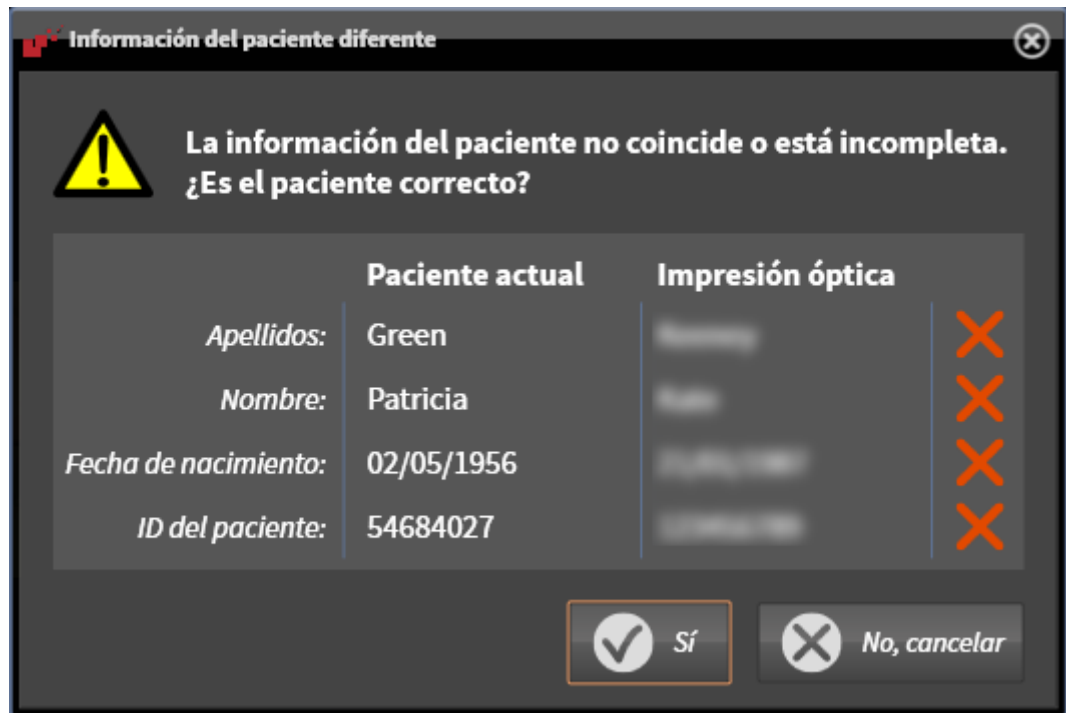 Información del paciente diferente
La información del paciente no coincide o está incompleta.
¿Es el paciente correcto?
Paciente actual Impresión óptica
Apellidos: Green
Nombre: Patricia
Fecha de nacimiento: 02/05/1956
ID del paciente: 54684027
Sí No, cancelar